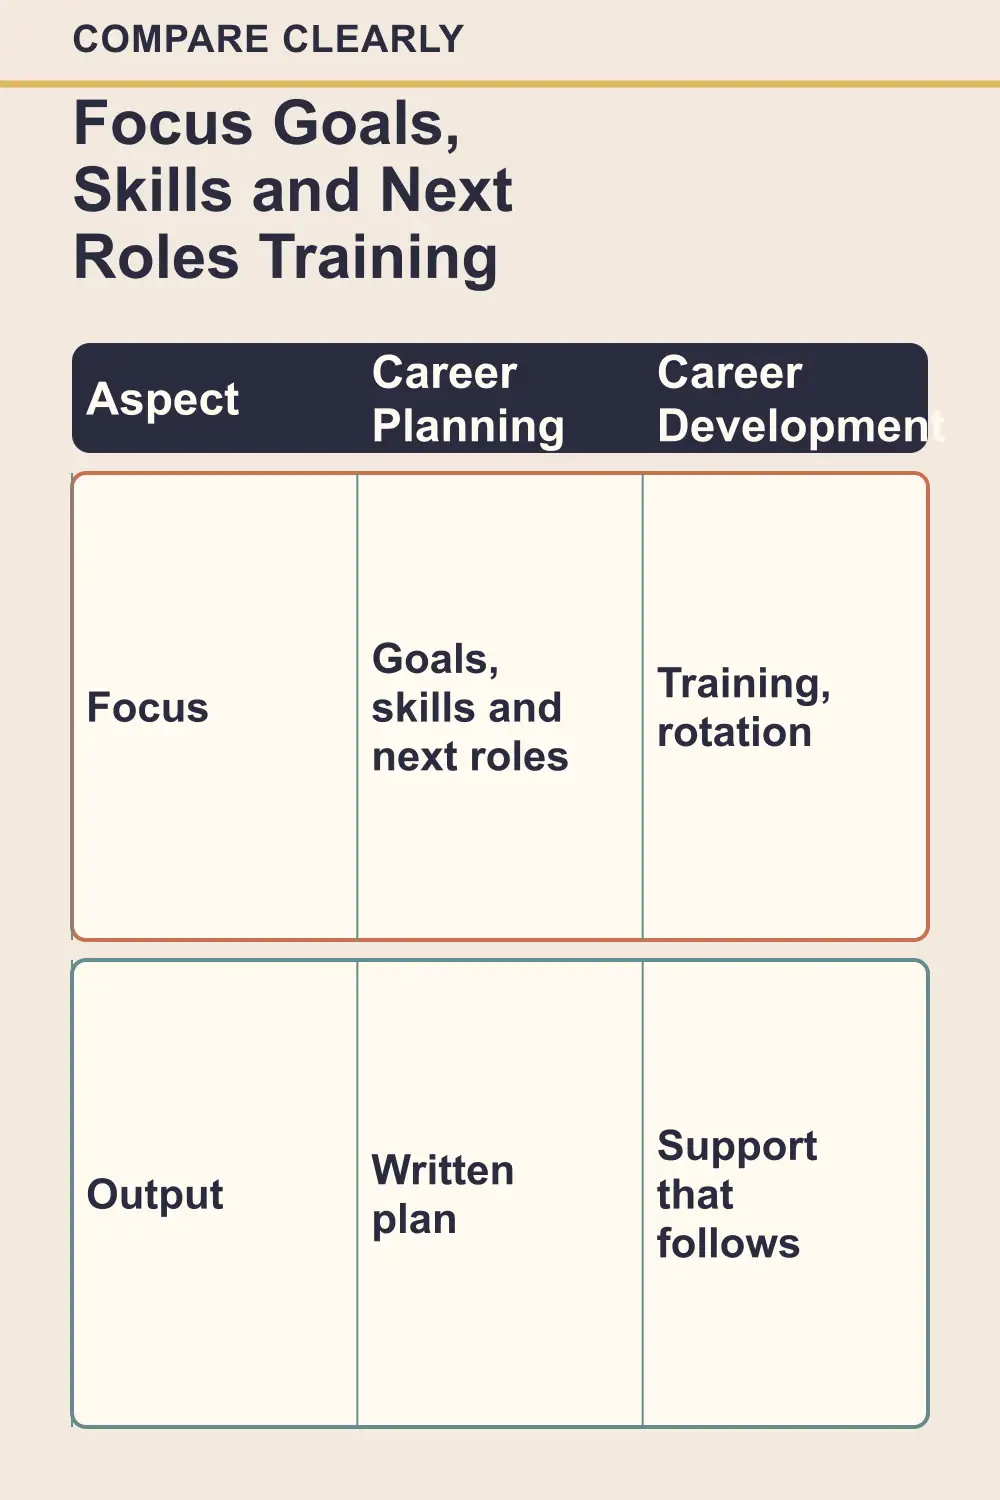 COMPARE CLEARLY
Focus Goals,
Skills and Next
Roles Training
Aspect
Career
Planning
Career
Development
Focus
Goals,
skills and
next roles
Training,
rotation
Output
Written
plan
Support
that
follows